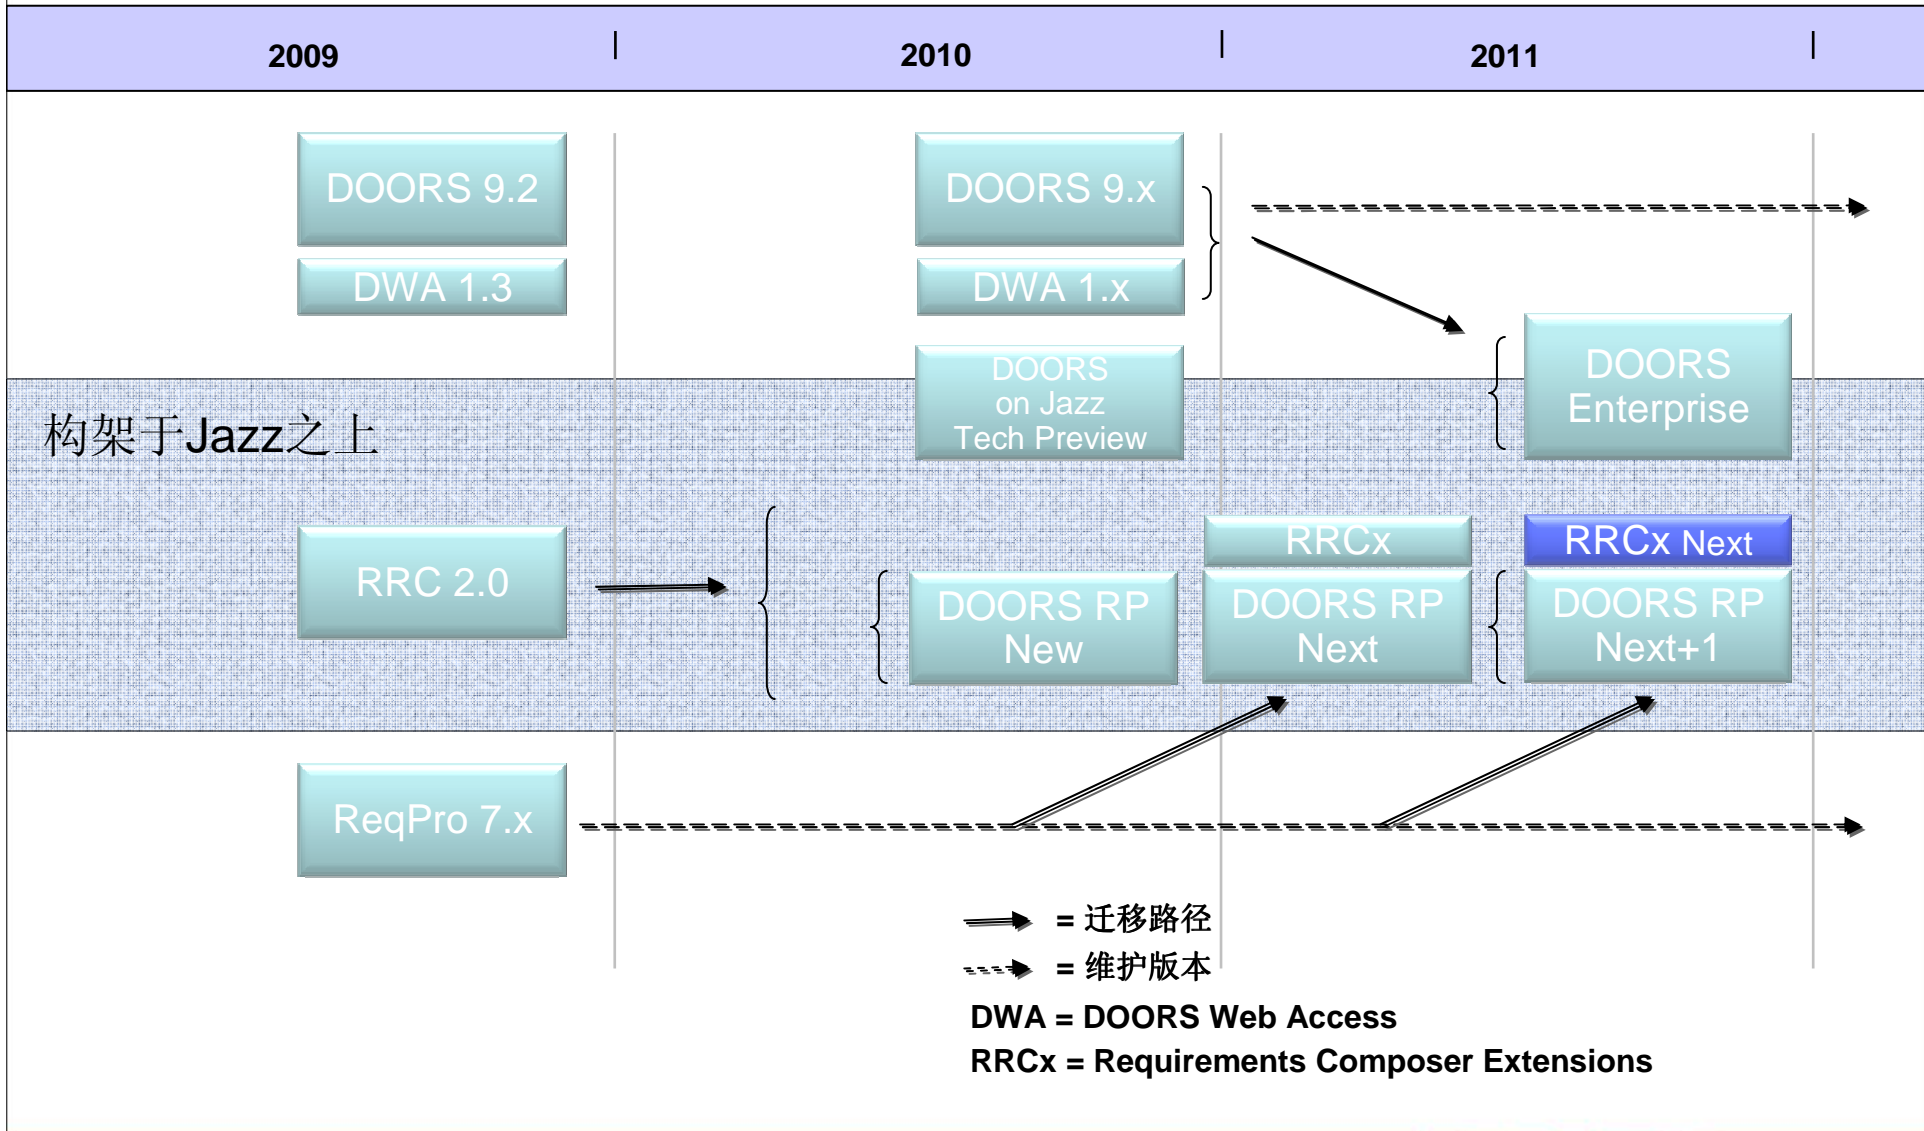 2009 | 2010 | 2011 |
DOORS 9.2
DWA 1.3
DOORS 9.x
DWA 1.x
DOORS
on Jazz
Tech Preview
DOORS
Enterprise
构架于Jazz之上
RRC 2.0
DOORS RP
New
RRCx
DOORS RP
Next
RRCx Next
DOORS RP
Next+1
ReqPro 7.x
= 迁移路径
= 维护版本
DWA = DOORS Web Access
RRCx = Requirements Composer Extensions